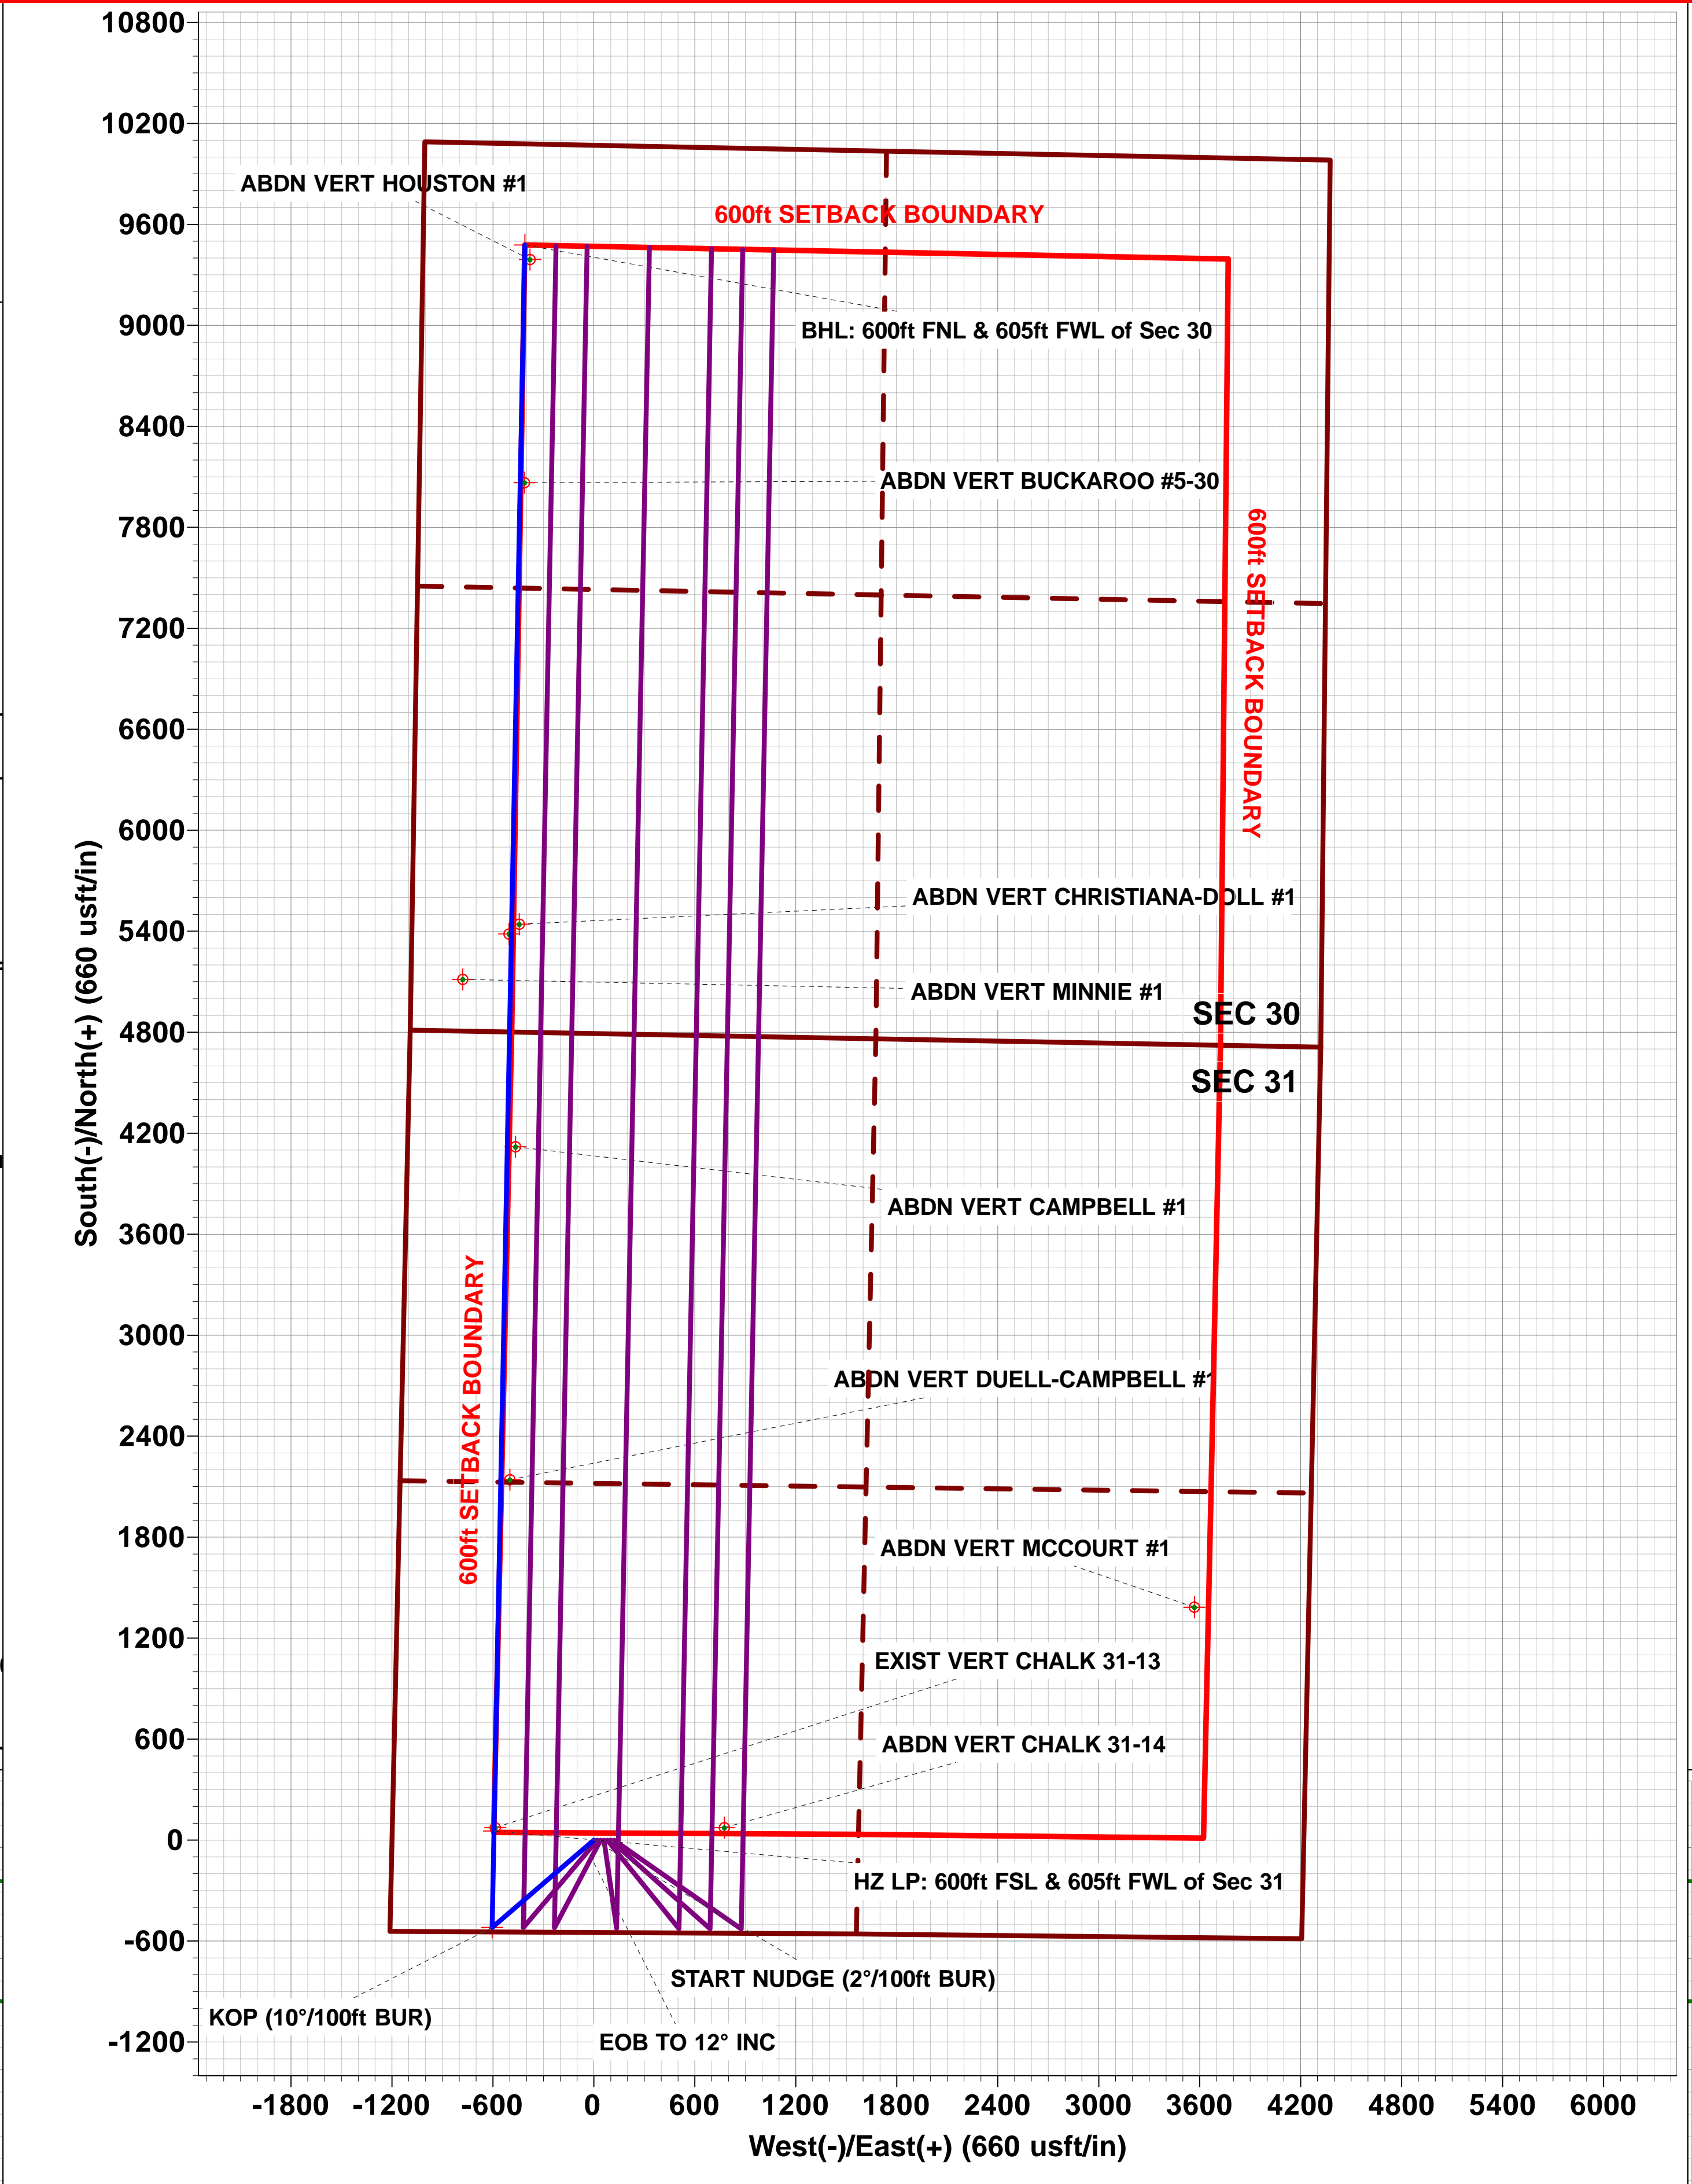 10800
10200
ABDN VERT HOUSTON #1
600ft SETBACK BOUNDARY
9600
9000
BHL: 600ft FNL & 605ft FWL of Sec 30
8400
ABDN VERT BUCKAROO #5-30
7800
600ft SETBACK BOUNDARY
7200
6600
6000
ABDN VERT CHRISTIANA-DOLL #1
5400
ABDN VERT MINNIE #1
SEC 30
4800
SEC 31
4200
ABDN VERT CAMPBELL #1
3600
South(-)/North(+) (660 usft/in)
3000
600ft SETBACK BOUNDARY
ABDN VERT DUELL-CAMPBELL #1
2400
1800
ABDN VERT MCCOURT #1
1200
EXIST VERT CHALK 31-13
600
ABDN VERT CHALK 31-14
0
HZ LP: 600ft FSL & 605ft FWL of Sec 31
-600
START NUDGE (2°/100ft BUR)
KOP (10°/100ft BUR)
EOB TO 12° INC
-1200
-1800 -1200 -600 0 600 1200 1800 2400 3000 3600 4200 4800 5400 6000
West(-)/East(+) (660 usft/in)